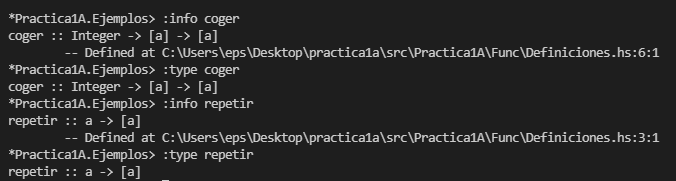 *Practica1A.Ejemplos> :info coger
coger :: Integer -> [a] -> [a]
        -- Defined at C:\Users\eps\Desktop\practica1a\src\Practica1A\Func\Definiciones.hs:6:1
*Practica1A.Ejemplos> :type coger
coger :: Integer -> [a] -> [a]
*Practica1A.Ejemplos> :info repetir
repetir :: a -> [a]
        -- Defined at C:\Users\eps\Desktop\practica1a\src\Practica1A\Func\Definiciones.hs:3:1
*Practica1A.Ejemplos> :type repetir
repetir :: a -> [a]